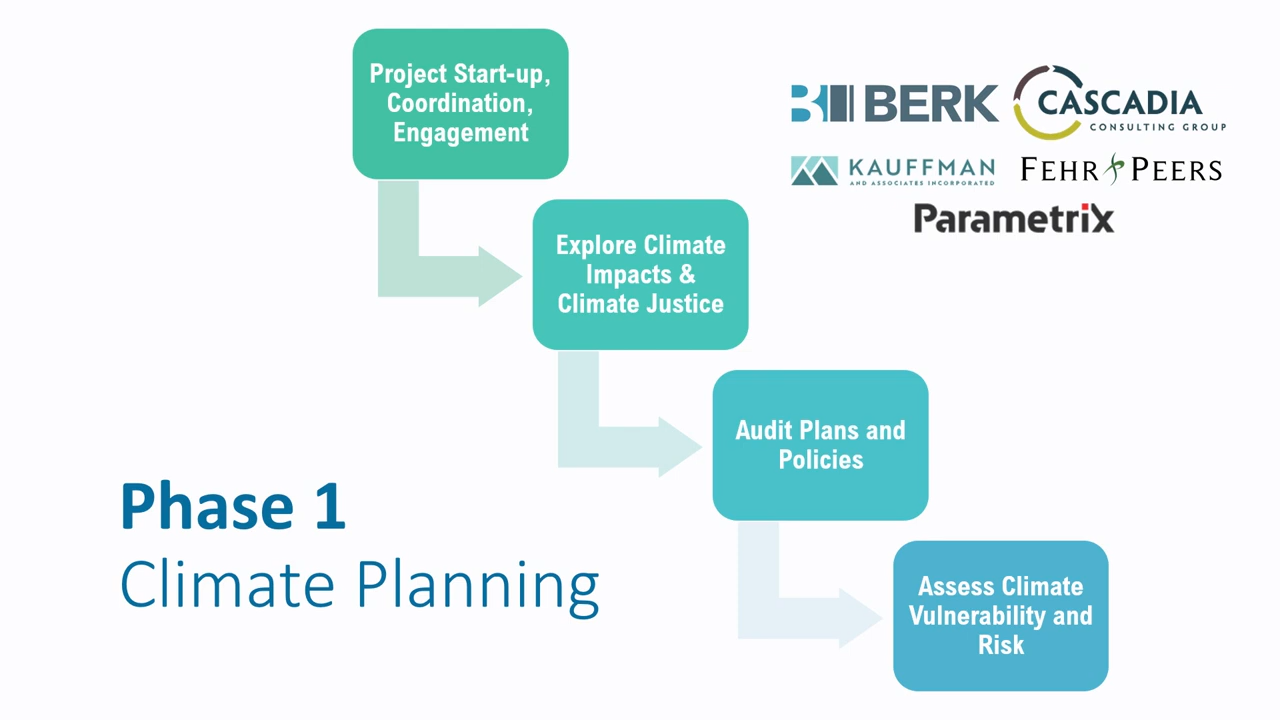 Project Start-up,
Coordination,
Engagement
BERK
CASCADIA
CONSULTING GROUP
KAUFFMAN
AND ASSOCIATES INCORPORATED
FEHR PEERS
Parametrix
Explore Climate
Impacts &
Climate Justice
Audit Plans and
Policies
Phase 1
Climate Planning
Assess Climate
Vulnerability and
Risk